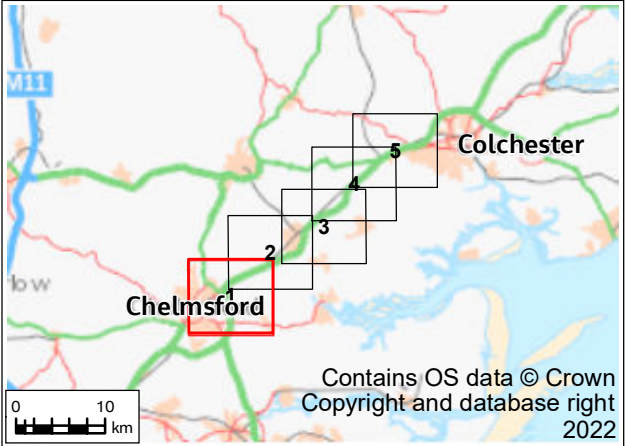 M11
5
Colchester
4
3
2
low
1
Chelmsford
Contains OS data © Crown
Copyright and database right
2022
0 10
km